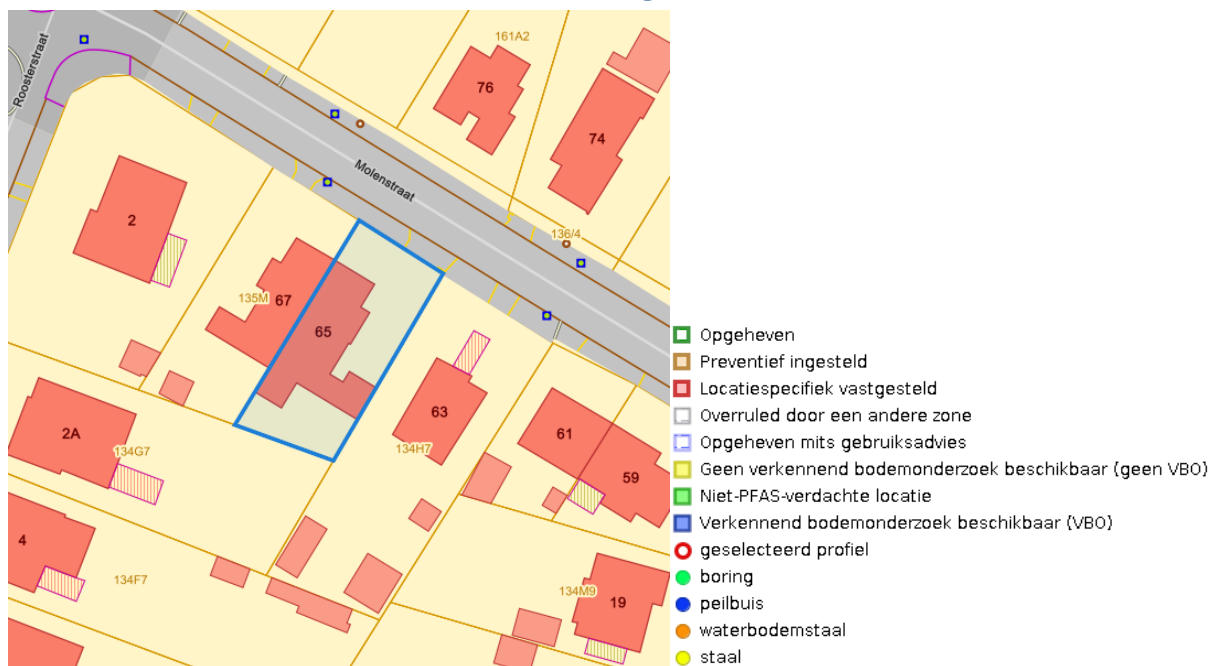 Roosterstraat
161A2
76
74
Molenstraat
2
136/4
135M
67
65
63
61
59
2A
134G7
134H7
4
134F7
134M9
19
Opgeheven
Preventief ingesteld
Locatiespecifiek vastgesteld
Overruled door een andere zone
Opgeheven mits gebruiksadvies
Geen verkennend bodemonderzoek beschikbaar (geen VBO)
Niet-PFAS-verdachte locatie
Verkennend bodemonderzoek beschikbaar (VBO)
geselecteerd profiel
boring
peilbuis
waterbodemstaal
staal